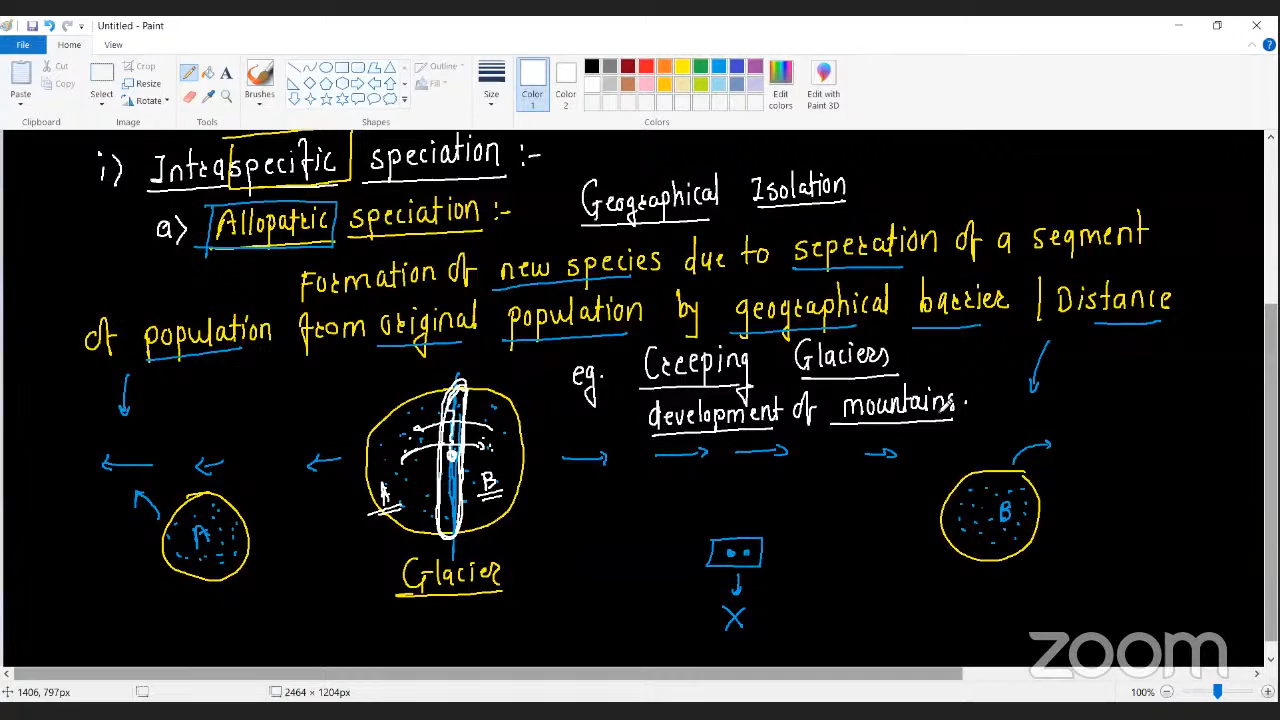 Untitled - Paint
File Home View
Paste Cut Copy Clipboard
Select Crop Resize Rotate Image
Tools
Brushes
Shapes Outline Fill
Size
Color 1 Color 2 Edit colors Colors
Edit with Paint 3D
i) Intraspecific speciation :-
Geographical Isolation
a) Allopatric speciation :-
Formation of new species due to seperation of a segment
of population from original population by geographical barrier | Distance
eg. Creeping Glaciers
development of mountains.
A B
A B
Glacier
X
zoom
1406, 797px 2464 × 1204px 100%